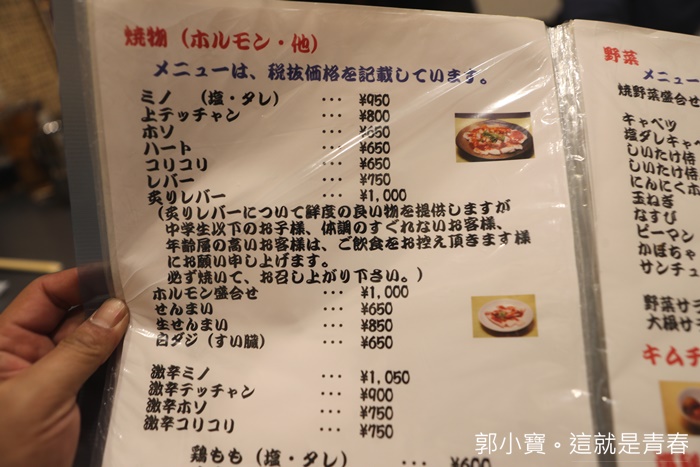 焼物（ホルモン・他）
メニューは、税抜価格を記載しています。
ミノ （塩・タレ） … ¥950
上テッチャン … ¥800
ホソ … ¥650
ハート … ¥650
コリコリ … ¥650
レバー … ¥750
炙りレバー … ¥1,000
（炙りレバーについて鮮度の良い物を提供しますが
中学生以下のお子様、体調のすぐれないお客様、
年齢層の高いお客様は、ご飲食をお控え頂きます様
にお願い申し上げます。
必ず焼いて、お召し上がり下さい。）
ホルモン盛合せ … ¥1,000
せんまい … ¥650
生せんまい … ¥850
白ダジ（すい臓） … ¥650
激辛ミノ … ¥1,050
激辛テッチャン … ¥900
激辛ホソ … ¥750
激辛コリコリ … ¥750
鶏もも（塩・タレ） … ¥600
野菜
メニュー
焼野菜盛合せ
キャベツ
塩ダレキャベ
しいたけ侍
しいたけ侍
にんにくホ
玉ねぎ
なすび
ピーマン
かぼちゃ
サンチュ
野菜サラ
大根サラ
キムチ
郭小寶。這就是青春